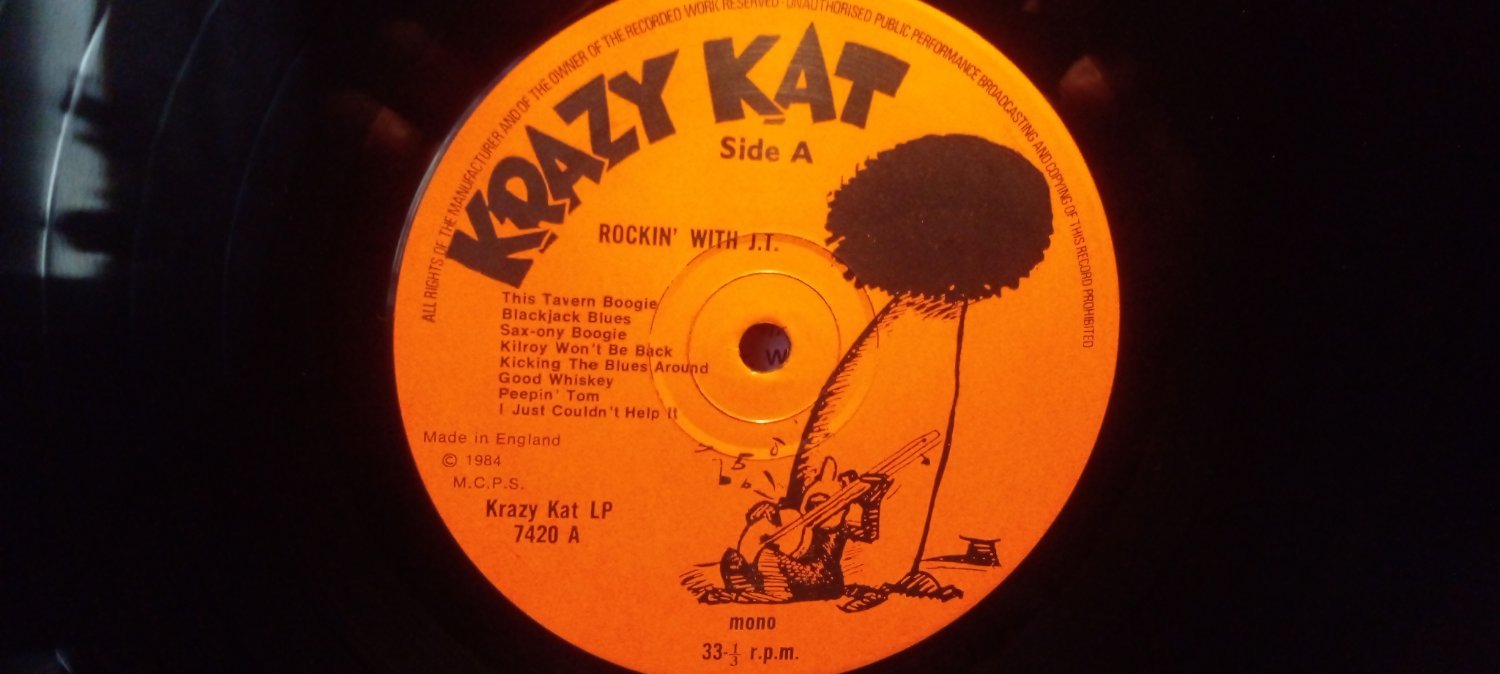 ALL RIGHTS OF THE MANUFACTURER AND OF THE OWNER OF THE RECORDED WORK RESERVED · UNAUTHORISED PUBLIC PERFORMANCE BROADCASTING AND COPYING OF THIS RECORD PROHIBITED
KRAZY KAT
Side A
ROCKIN' WITH J.T.
This Tavern Boogie
Blackjack Blues
Sax-ony Boogie
Kilroy Won't Be Back
Kicking The Blues Around
Good Whiskey
Peepin' Tom
I Just Couldn't Help It
Made in England
© 1984
M.C.P.S.
Krazy Kat LP
7420 A
mono
33-⅓ r.p.m.